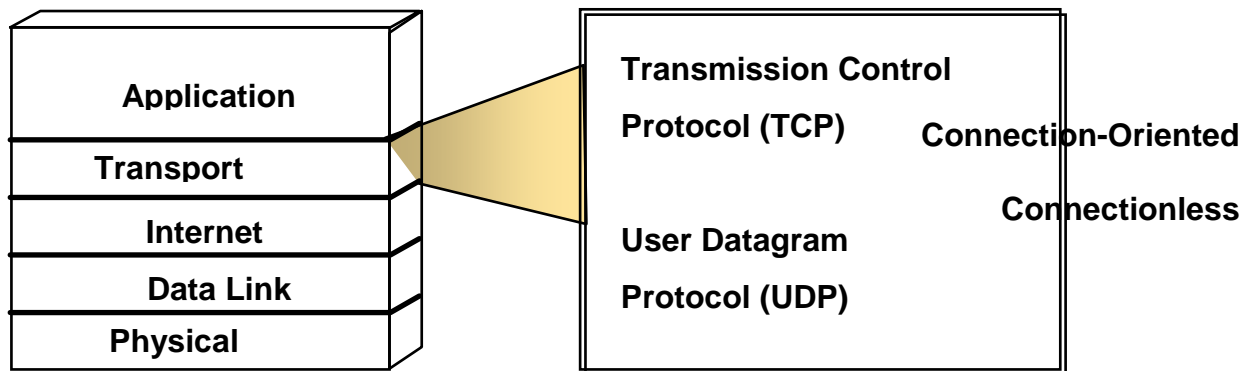 Application
Transport
Internet
Data Link
Physical
Transmission Control
Protocol (TCP)
Connection-Oriented
Connectionless
User Datagram
Protocol (UDP)